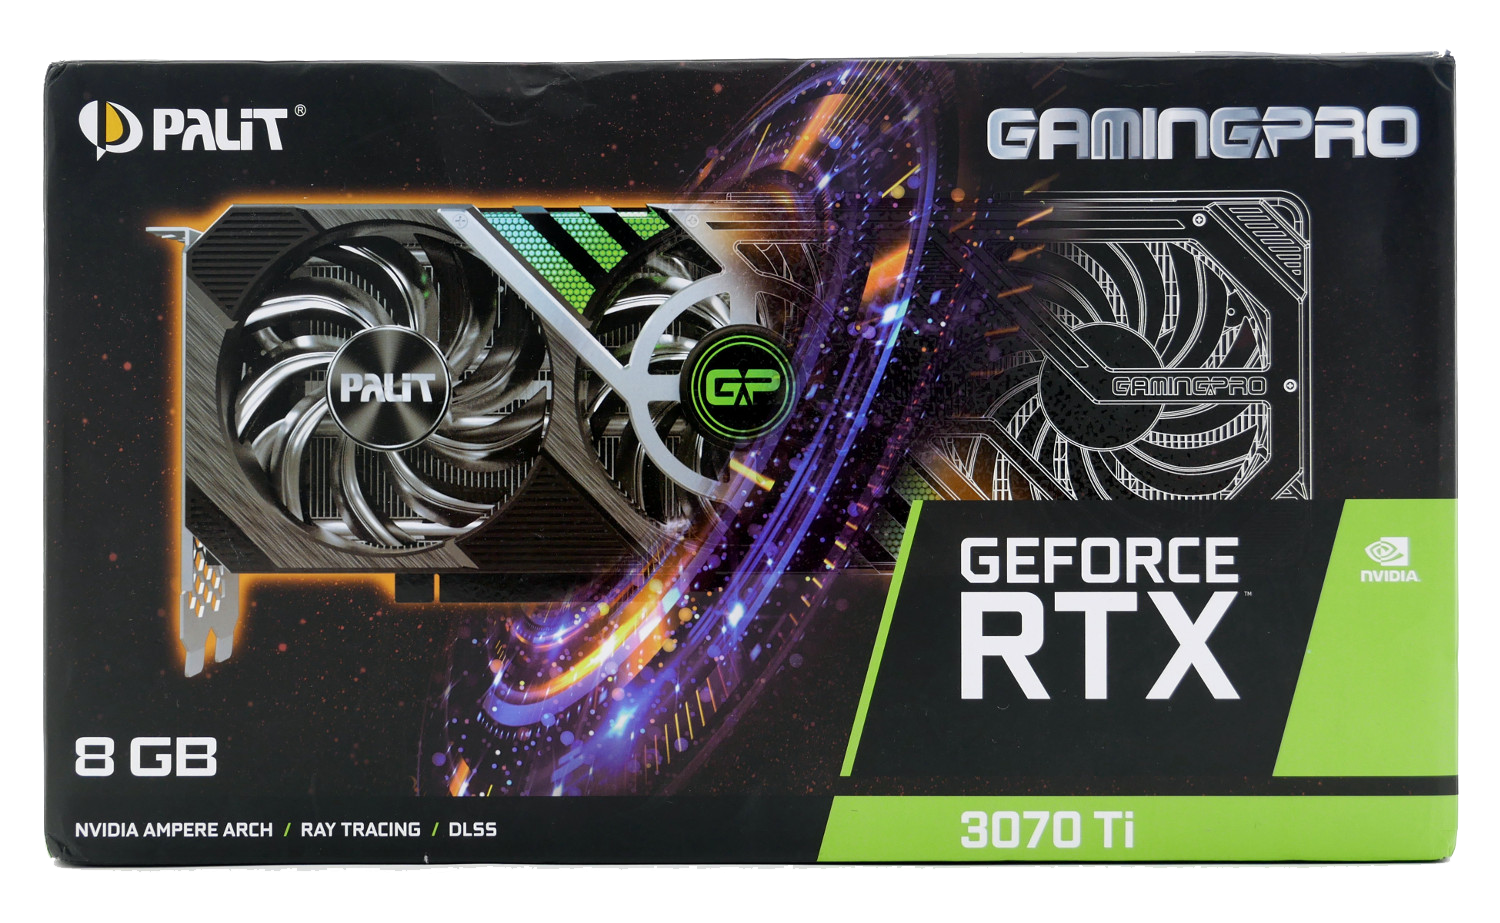 PALIT®
GAMINGPRO
PALIT
GP
GAMINGPRO
GEFORCE
RTX™
NVIDIA
8 GB
NVIDIA AMPERE ARCH / RAY TRACING / DLSS
3070 Ti